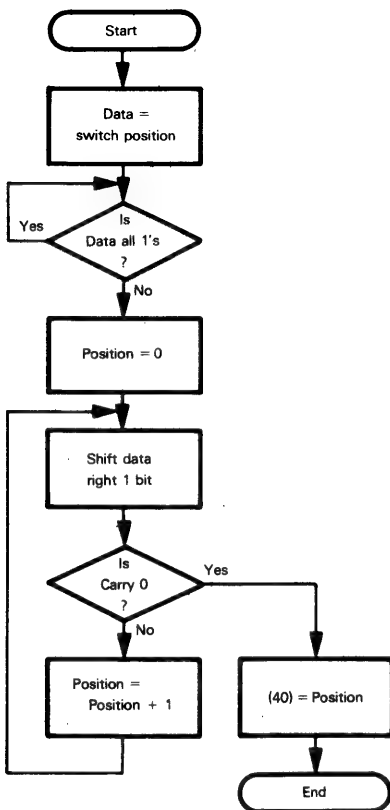 Start
Data =
switch position
Is
Data all 1's
?
Yes
No
Position = 0
Shift data
right 1 bit
Is
Carry 0
?
Yes
No
Position =
Position + 1
(40) = Position
End